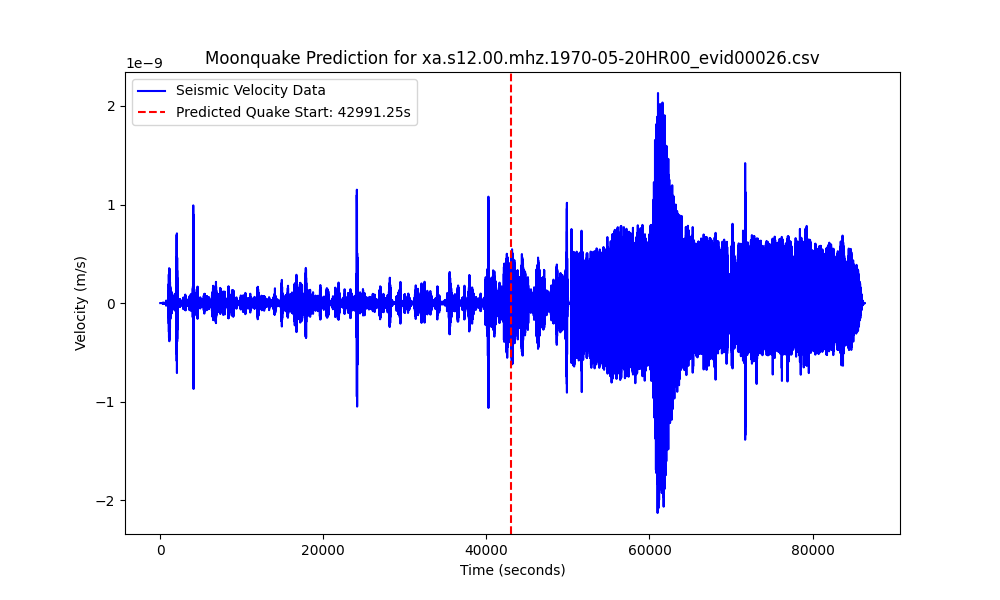 Moonquake Prediction for xa.s12.00.mhz.1970-05-20HR00_evid00026.csv
1e−9
Seismic Velocity Data
Predicted Quake Start: 42991.25s
2
1
0
−1
−2
Velocity (m/s)
0 20000 40000 60000 80000
Time (seconds)